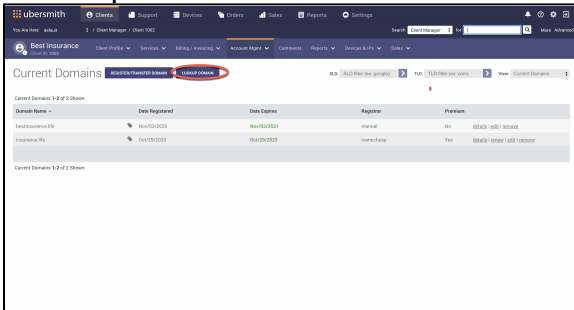 ubersmith Clients Support Devices Orders Sales Reports Settings
You Are Here: default / Client Manager / Client 1002 Search Client Manager for More Advanced
Best Insurance
Client ID: 1002
Client Profile Services Billing / Invoicing Account Mgmt Comments Reports Devices & IPs Sales
Current Domains REGISTER/TRANSFER DOMAIN LOOKUP DOMAIN SLD: SLD filter (ex: google) TLD: TLD filter (ex: com) View: Current Domains
Current Domains 1-2 of 2 Shown
Domain Name Date Registered Date Expires Registrar Premium
bestinsurance.life Nov/03/2020 Nov/03/2021 manual No details | edit | remove
insurance.life Oct/29/2020 Oct/29/2022 namecheap Yes details | renew | edit | remove
Current Domains 1-2 of 2 Shown